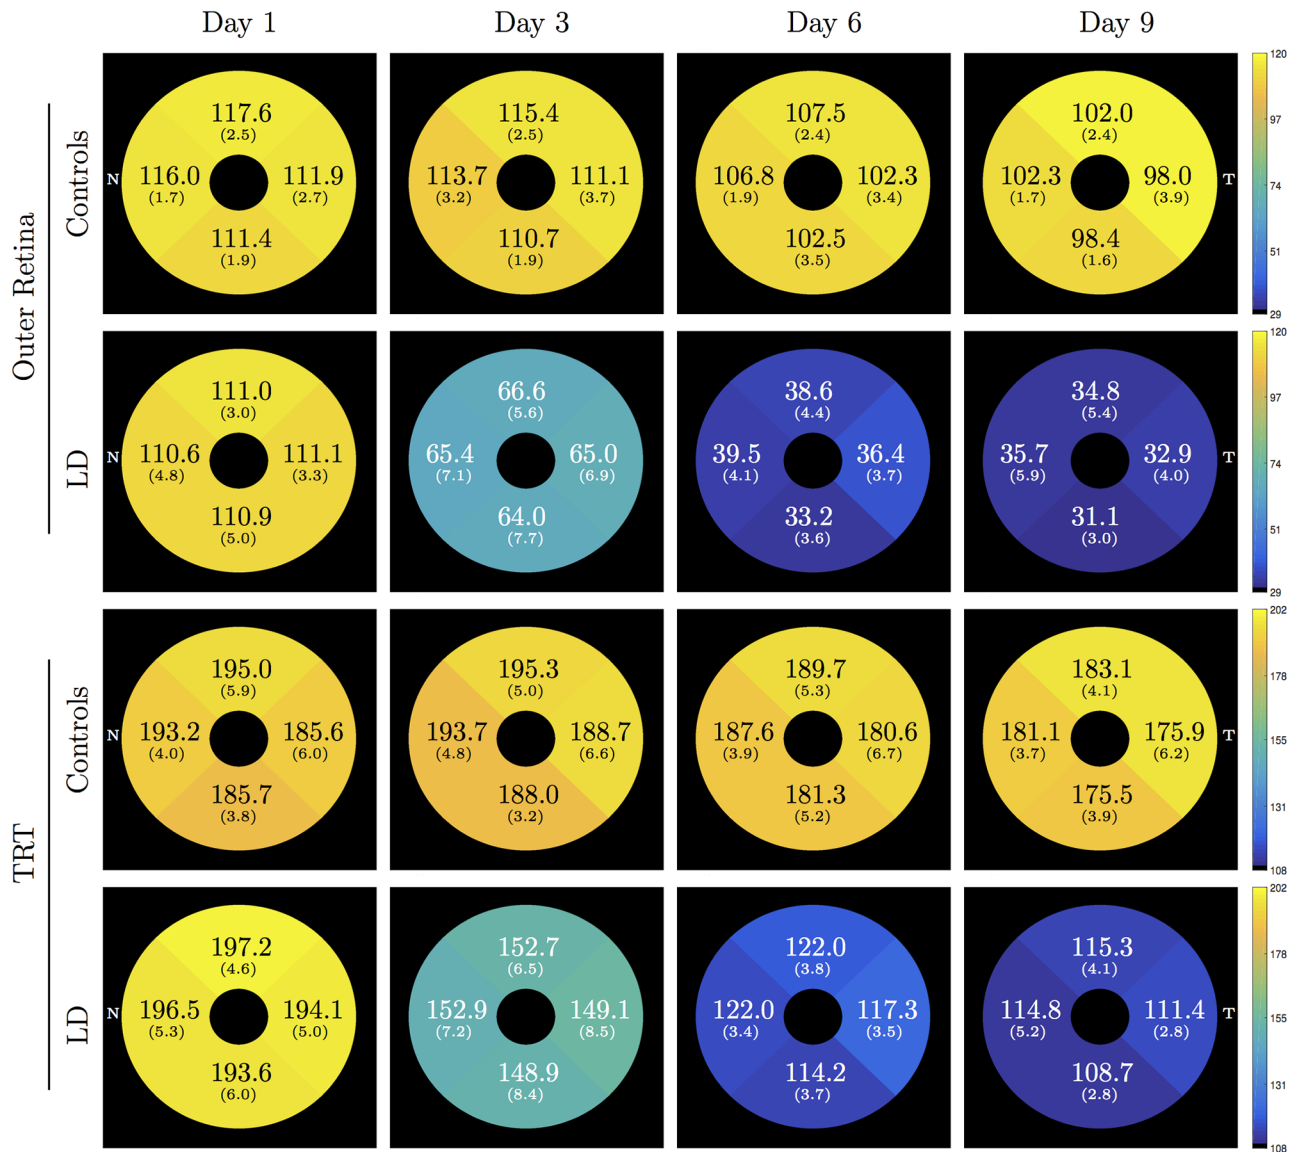 Day 1 Day 3 Day 6 Day 9
Outer Retina
Controls
117.6 115.4 107.5 102.0
(2.5) (2.5) (2.4) (2.4)
N 116.0 111.9 113.7 111.1 106.8 102.3 102.3 98.0 T
(1.7) (2.7) (3.2) (3.7) (1.9) (3.4) (1.7) (3.9)
111.4 110.7 102.5 98.4
(1.9) (1.9) (3.5) (1.6)
120
97
74
51
29
LD
111.0 66.6 38.6 34.8
(3.0) (5.6) (4.4) (5.4)
N 110.6 111.1 65.4 65.0 39.5 36.4 35.7 32.9 T
(4.8) (3.3) (7.1) (6.9) (4.1) (3.7) (5.9) (4.0)
110.9 64.0 33.2 31.1
(5.0) (7.7) (3.6) (3.0)
120
97
74
51
29
TRT
Controls
195.0 195.3 189.7 183.1
(5.9) (5.0) (5.3) (4.1)
N 193.2 185.6 193.7 188.7 187.6 180.6 181.1 175.9 T
(4.0) (6.0) (4.8) (6.6) (3.9) (6.7) (3.7) (6.2)
185.7 188.0 181.3 175.5
(3.8) (3.2) (5.2) (3.9)
202
178
155
131
108
LD
197.2 152.7 122.0 115.3
(4.6) (6.5) (3.8) (4.1)
N 196.5 194.1 152.9 149.1 122.0 117.3 114.8 111.4 T
(5.3) (5.0) (7.2) (8.5) (3.4) (3.5) (5.2) (2.8)
193.6 148.9 114.2 108.7
(6.0) (8.4) (3.7) (2.8)
202
178
155
131
108